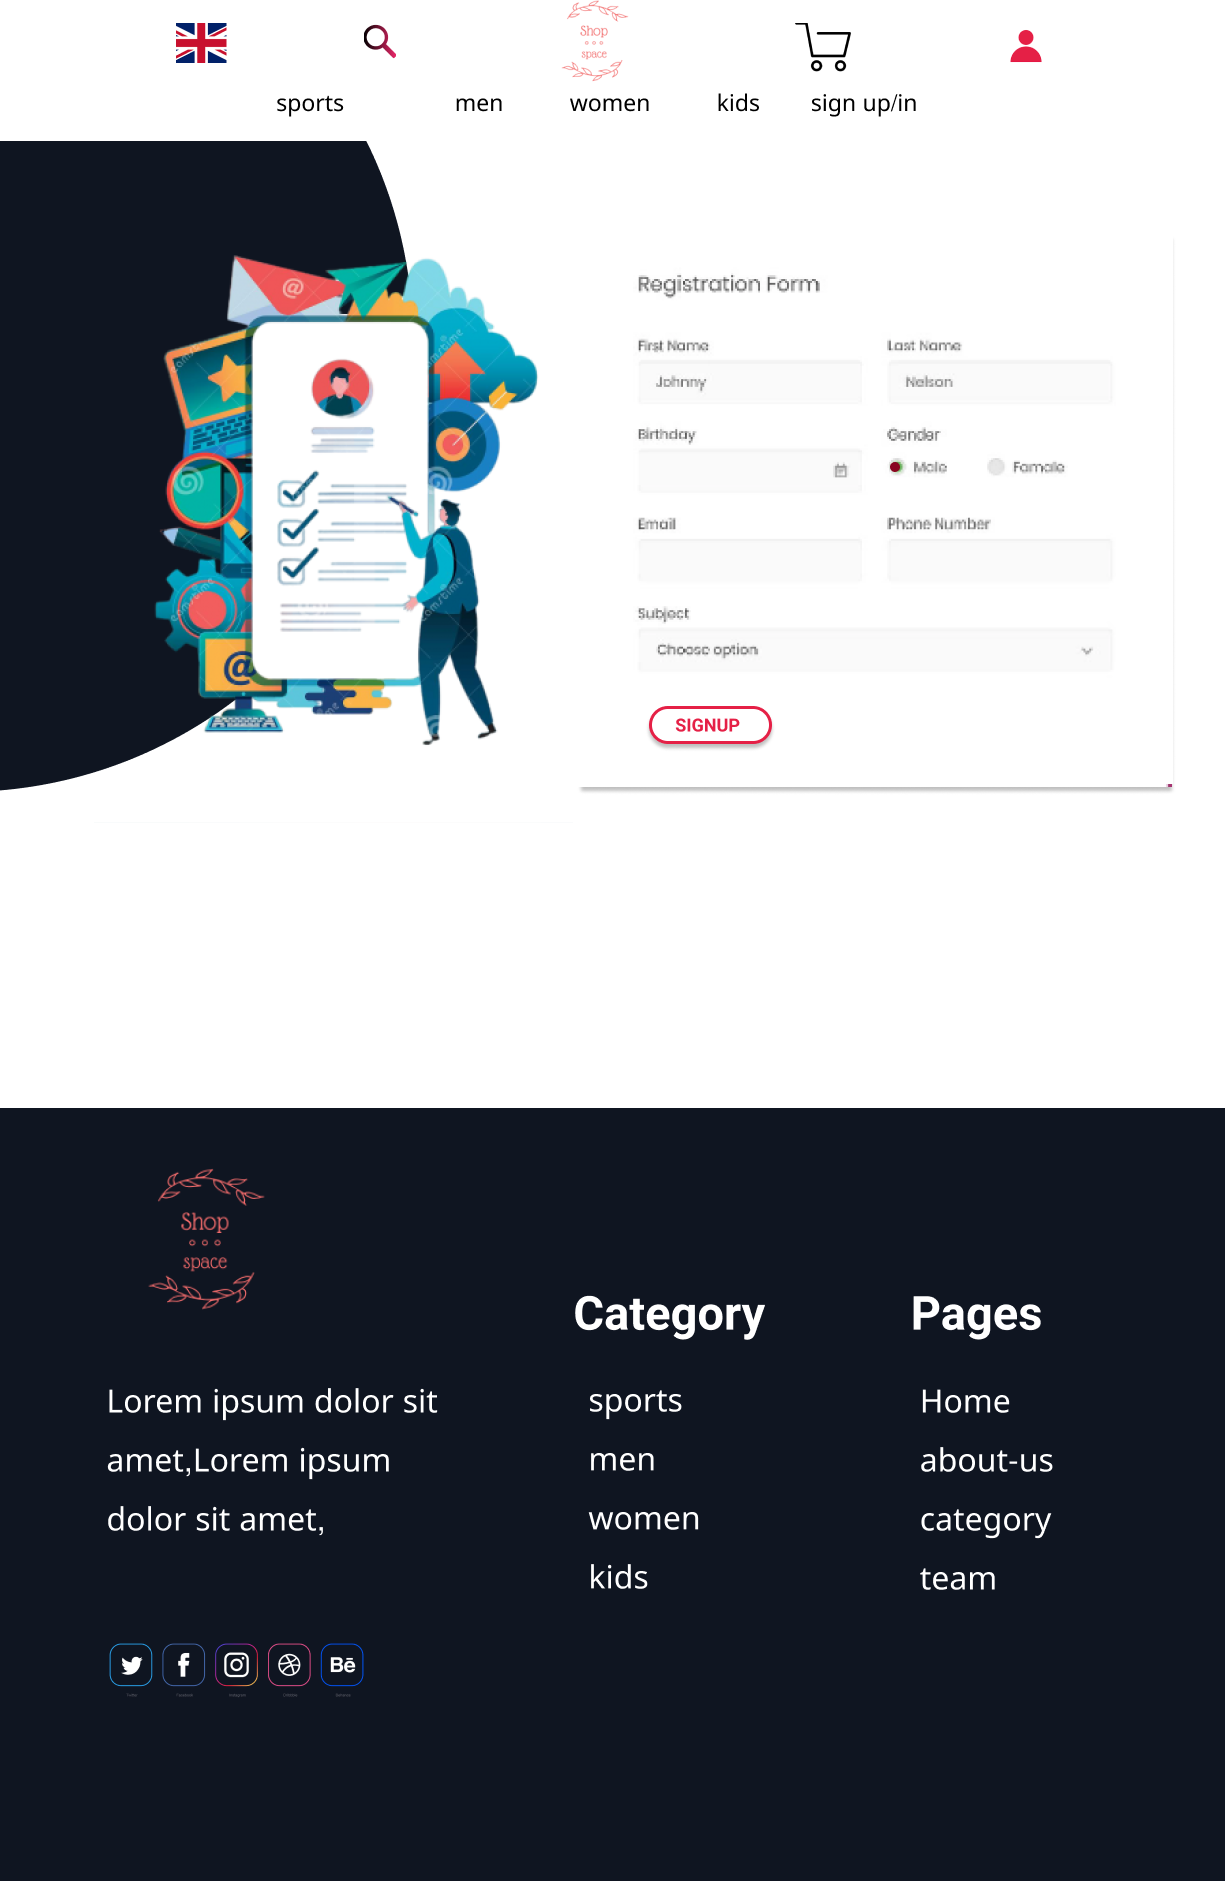 Shop
space
sports men women kids sign up/in
@
Registration Form
First Name Last Name
Johnny Nelson
Birthday Gender
Male Famale
Email Phone Number
Subject
Choose option
SIGNUP
@
Shop
space
Category Pages
Lorem ipsum dolor sit
amet,Lorem ipsum
dolor sit amet,
sports
men
women
kids
Home
about-us
category
team
Bē